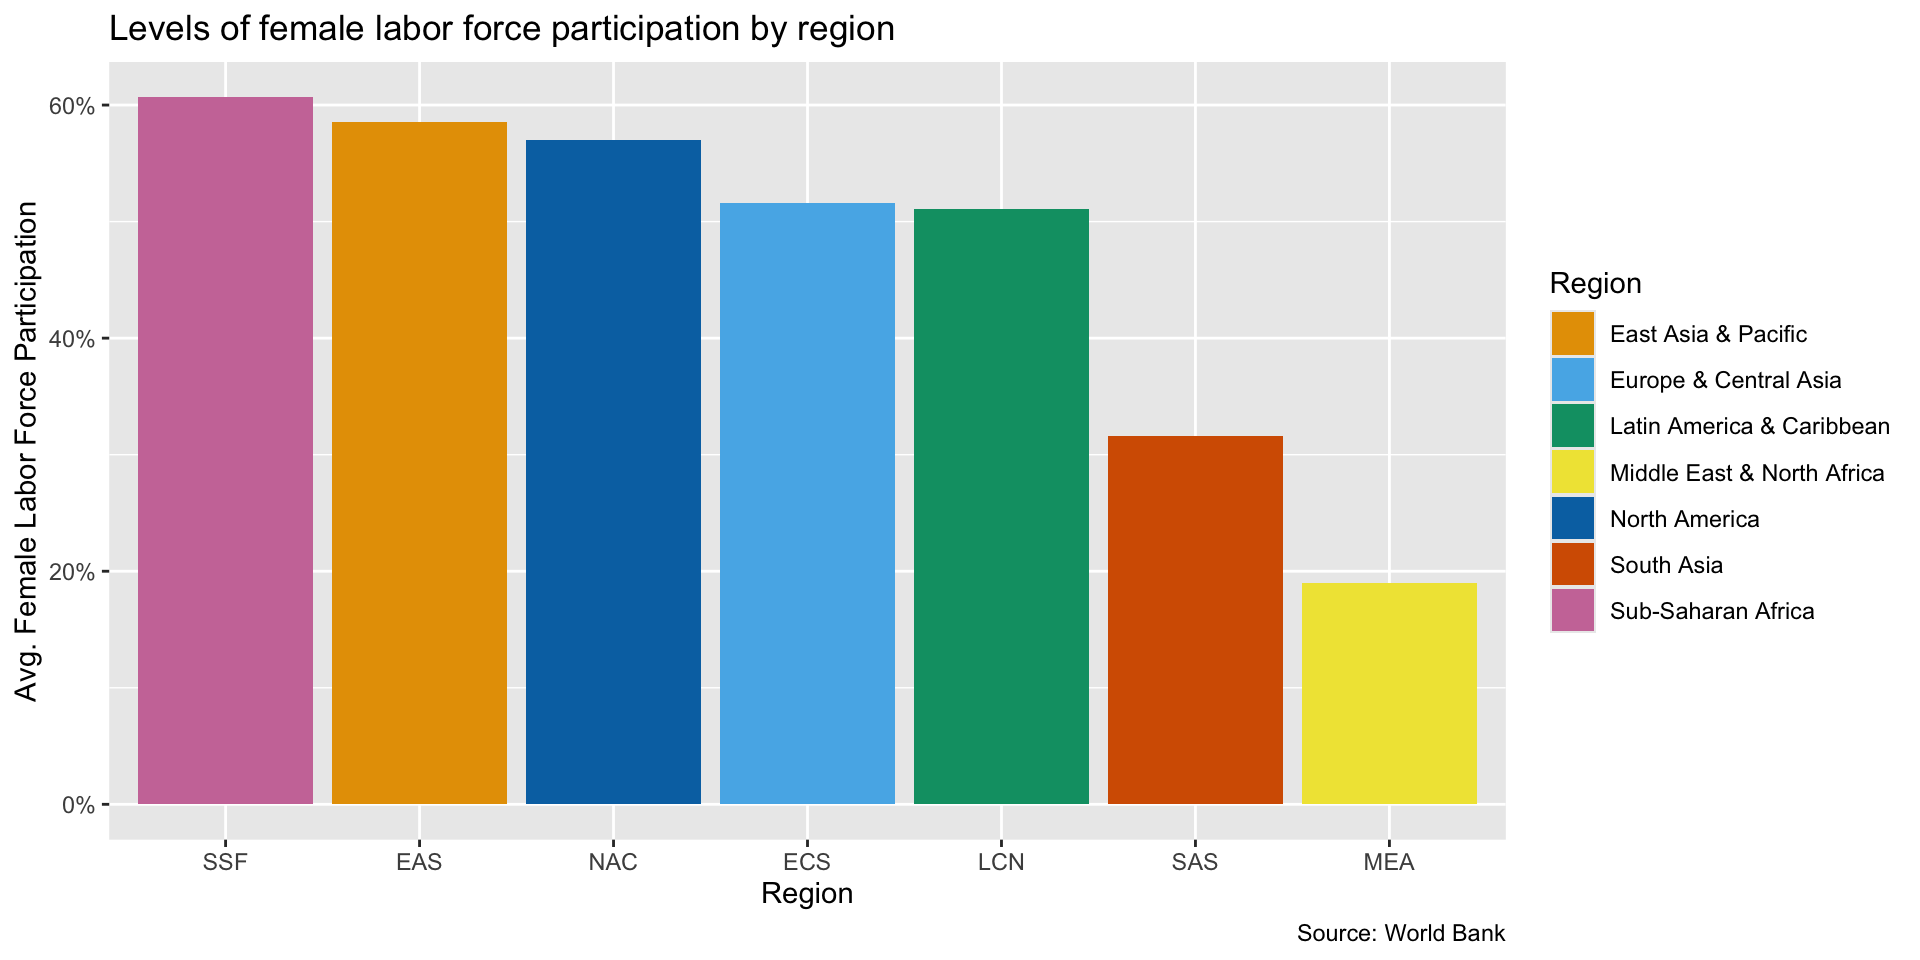 Levels of female labor force participation by region
Avg. Female Labor Force Participation
60%
40%
20%
0%
SSF EAS NAC ECS LCN SAS MEA
Region
Source: World Bank
Region
East Asia & Pacific
Europe & Central Asia
Latin America & Caribbean
Middle East & North Africa
North America
South Asia
Sub-Saharan Africa